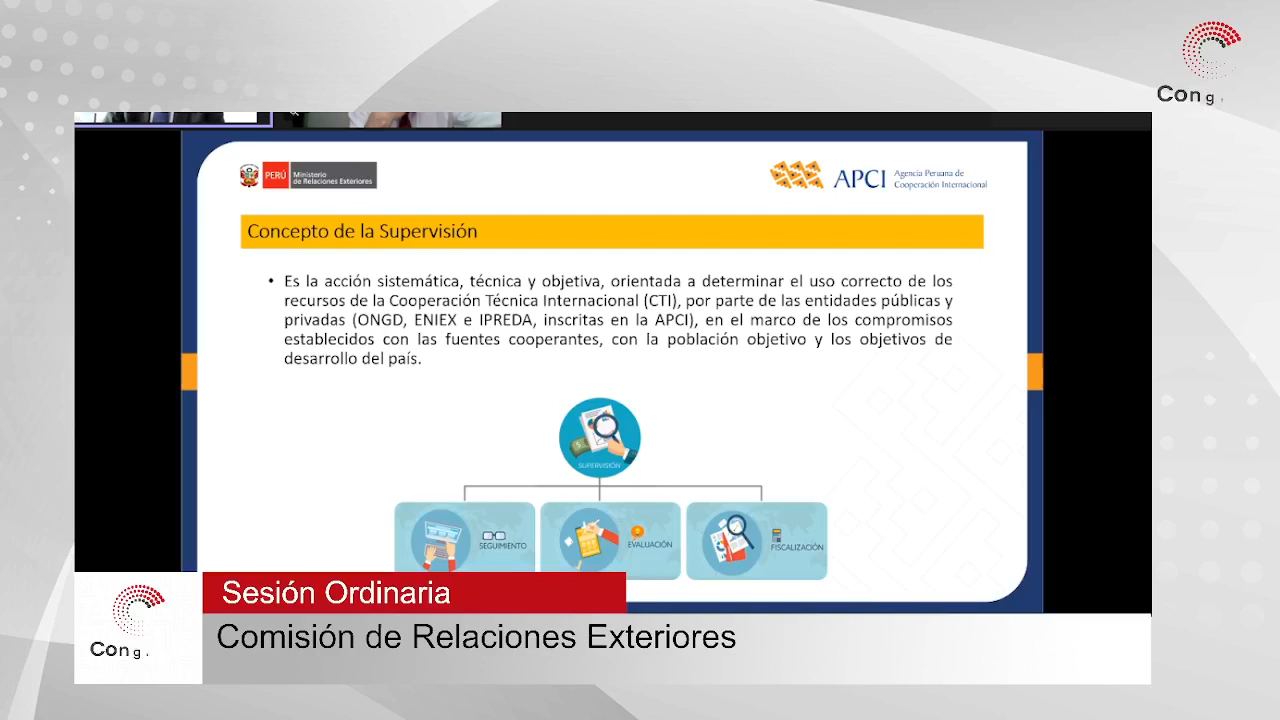 Cong
PERÚ
Ministerio
de Relaciones Exteriores
APCI
Agencia Peruana de
Cooperación Internacional
Concepto de la Supervisión
• Es la acción sistemática, técnica y objetiva, orientada a determinar el uso correcto de los
recursos de la Cooperación Técnica Internacional (CTI), por parte de las entidades públicas y
privadas (ONGD, ENIEX e IPREDA, inscritas en la APCI), en el marco de los compromisos
establecidos con las fuentes cooperantes, con la población objetivo y los objetivos de
desarrollo del país.
SUPERVISIÓN
SEGUIMIENTO
EVALUACIÓN
FISCALIZACIÓN
Sesión Ordinaria
Comisión de Relaciones Exteriores
Cong